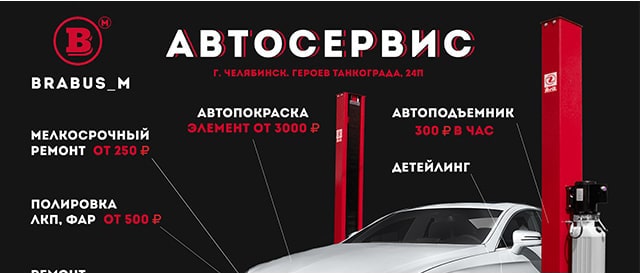 B
M
BRABUS_M
АВТОСЕРВИС
Г. ЧЕЛЯБИНСК. ГЕРОЕВ ТАНКОГРАДА, 24П
АВТОПОКРАСКА
ЭЛЕМЕНТ ОТ 3000 ₽
АВТОПОДЪЕМНИК
300 ₽ В ЧАС
МЕЛКОСРОЧНЫЙ
РЕМОНТ ОТ 250 ₽
ДЕТЕЙЛИНГ
ПОЛИРОВКА
ЛКП, ФАР ОТ 500 ₽
РЕМОНТ